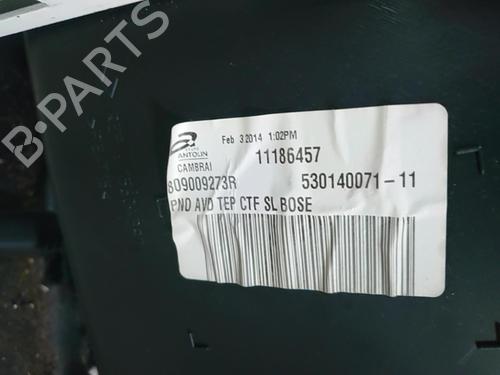 Feb 3 2014 1:02PM
ANTOLIN
CAMBRAI
11186457
809009273R
530140071-11
PND AVD TEP CTF SL BOSE
B-PARTS